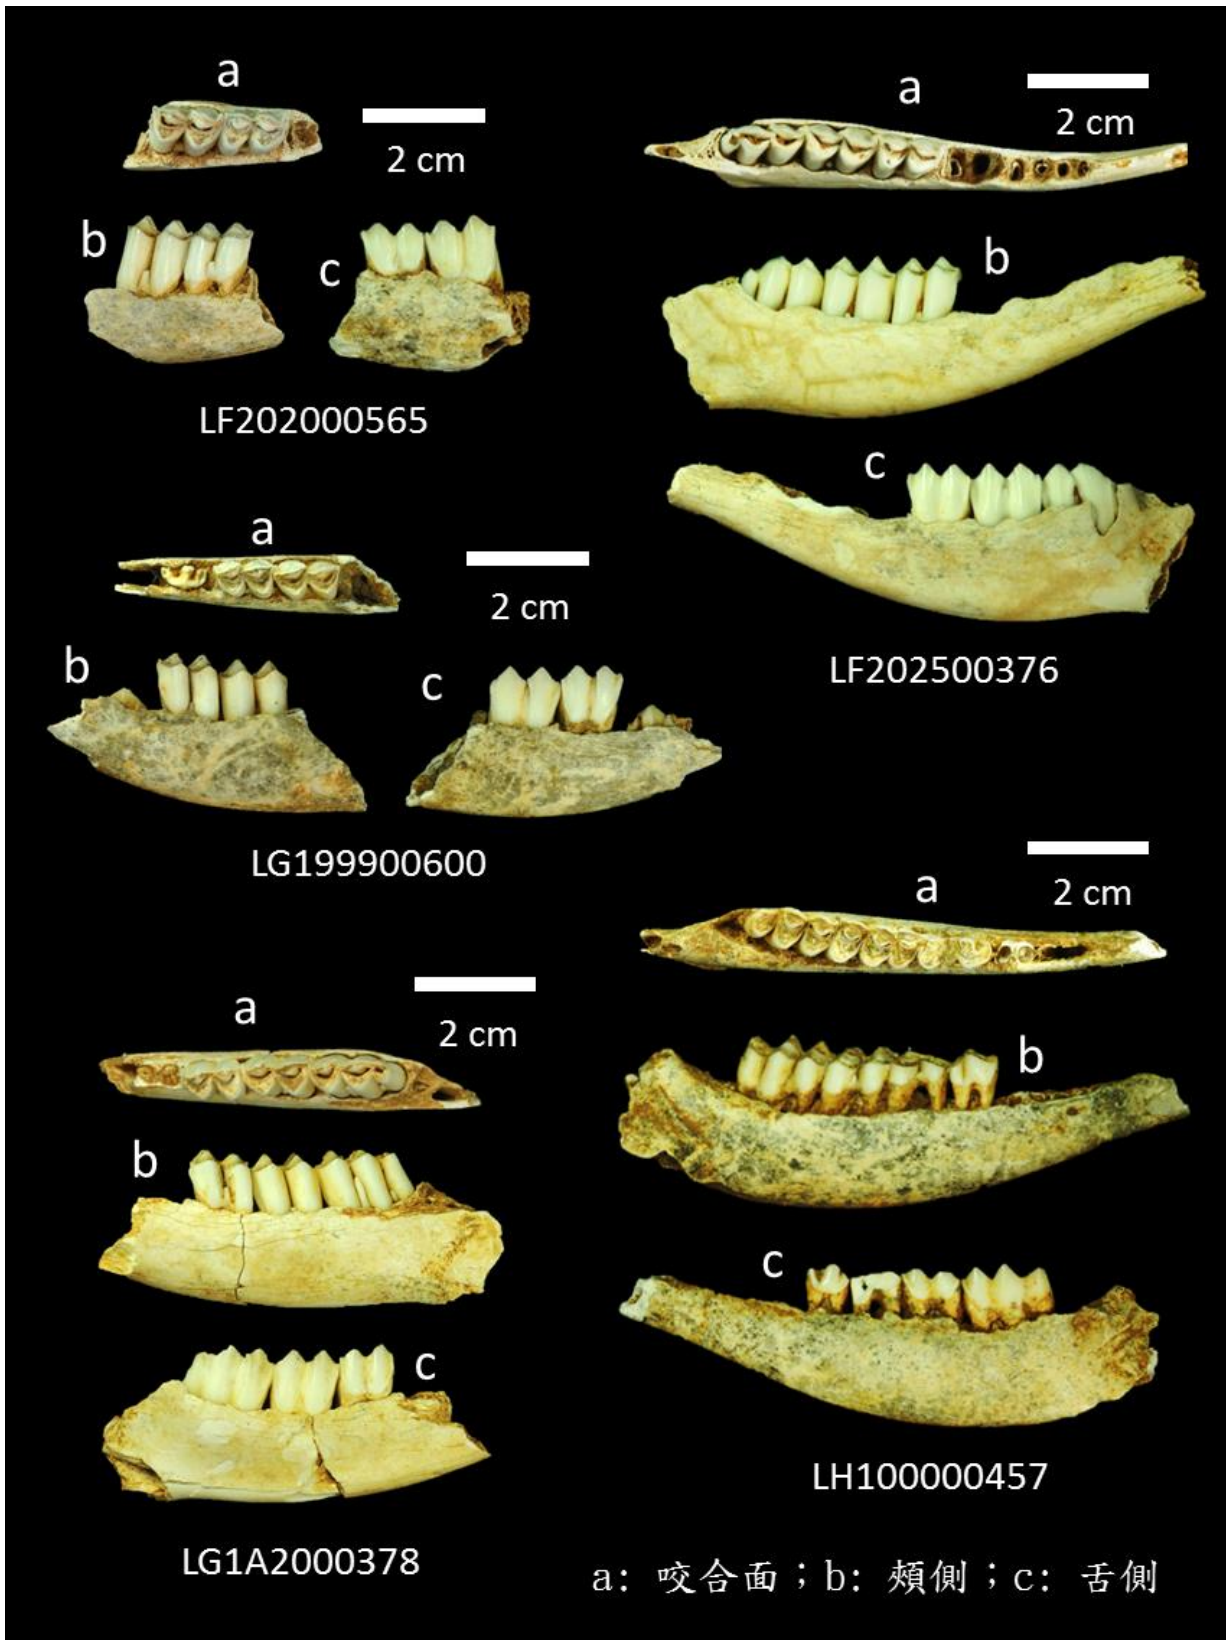 a
2 cm
b
c
LF202000565
a
2 cm
b
c
LF202500376
a
2 cm
b
c
LG199900600
a
2 cm
b
c
LH100000457
a
2 cm
b
c
LG1A2000378
a: 咬合面；b: 頰側；c: 舌側